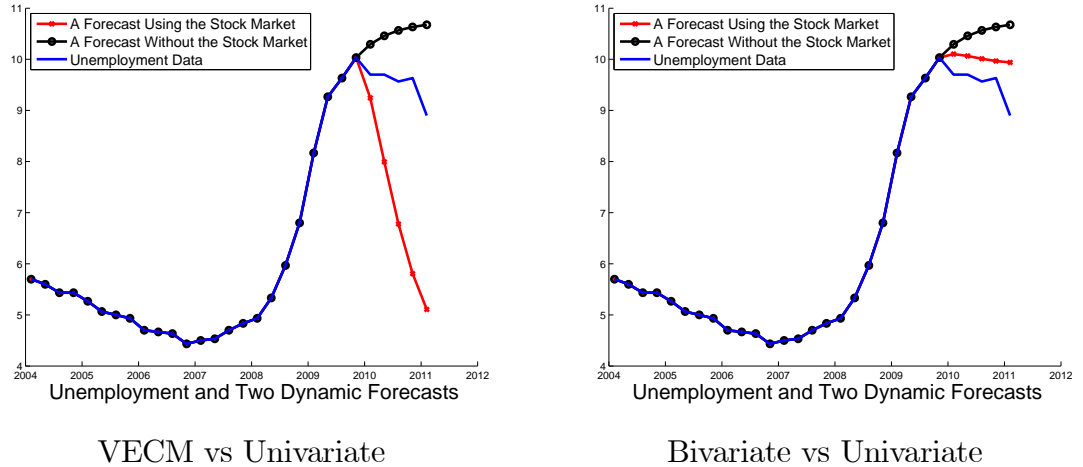 11
A Forecast Using the Stock Market
A Forecast Without the Stock Market
Unemployment Data
10
9
8
7
6
5
4
2004 2005 2006 2007 2008 2009 2010 2011 2012
Unemployment and Two Dynamic Forecasts
VECM vs Univariate
11
A Forecast Using the Stock Market
A Forecast Without the Stock Market
Unemployment Data
10
9
8
7
6
5
4
2004 2005 2006 2007 2008 2009 2010 2011 2012
Unemployment and Two Dynamic Forecasts
Bivariate vs Univariate